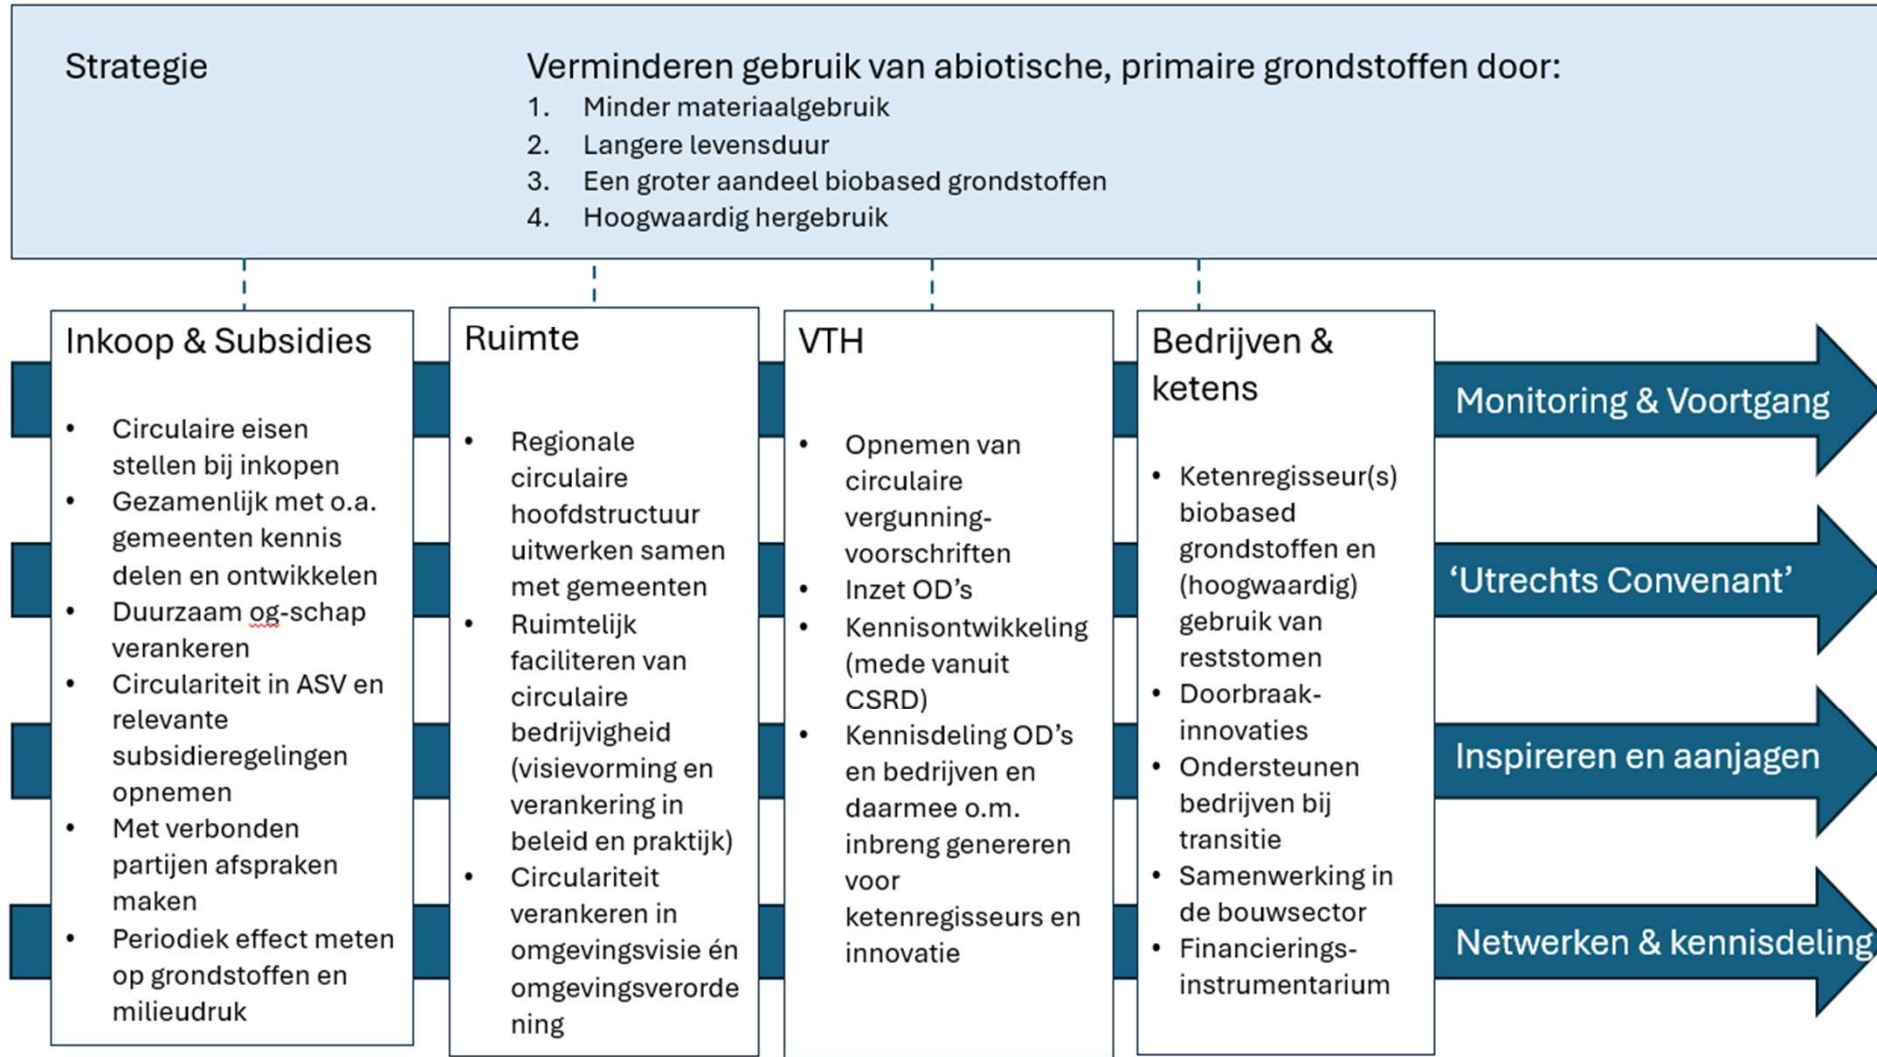 Strategie
Verminderen gebruik van abiotische, primaire grondstoffen door:
1. Minder materiaalgebruik
2. Langere levensduur
3. Een groter aandeel biobased grondstoffen
4. Hoogwaardig hergebruik
Inkoop & Subsidies
• Circulaire eisen
stellen bij inkopen
• Gezamenlijk met o.a.
gemeenten kennis
delen en ontwikkelen
• Duurzaam og-schap
verankeren
• Circulariteit in ASV en
relevante
subsidieregelingen
opnemen
• Met verbonden
partijen afspraken
maken
• Periodiek effect meten
op grondstoffen en
milieudruk
Ruimte
• Regionale
circulaire
hoofdstructuur
uitwerken samen
met gemeenten
• Ruimtelijk
faciliteren van
circulaire
bedrijvigheid
(visievorming en
verankering in
beleid en praktijk)
• Circulariteit
verankeren in
omgevingsvisie én
omgevingsverorde
ning
VTH
• Opnemen van
circulaire
vergunning-
voorschriften
• Inzet OD’s
• Kennisontwikkeling
(mede vanuit
CSRD)
• Kennisdeling OD’s
en bedrijven en
daarmee o.m.
inbreng genereren
voor
ketenregisseurs en
innovatie
Bedrijven &
ketens
• Ketenregisseur(s)
biobased
grondstoffen en
(hoogwaardig)
gebruik van
reststomen
• Doorbraak-
innovaties
• Ondersteunen
bedrijven bij
transitie
• Samenwerking in
de bouwsector
• Financierings-
instrumentarium
Monitoring & Voortgang
‘Utrechts Convenant’
Inspireren en aanjagen
Netwerken & kennisdeling